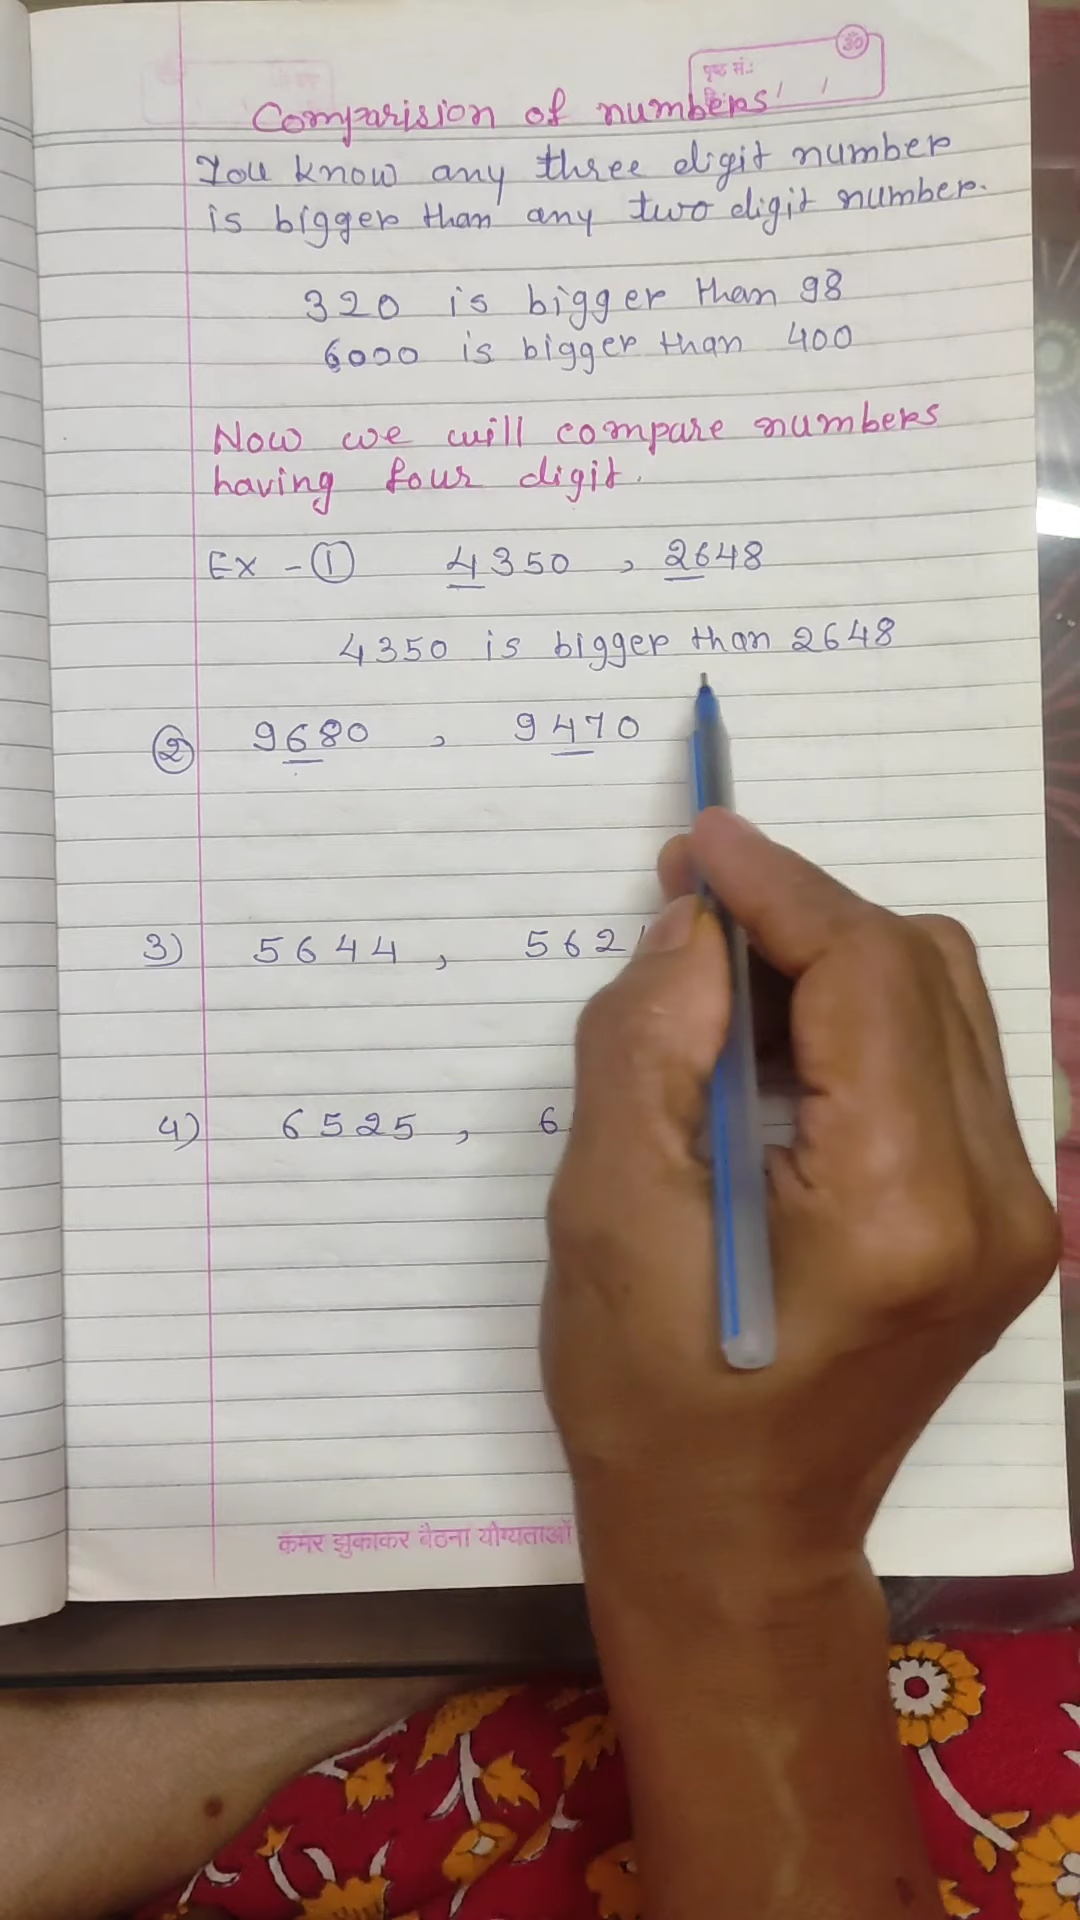 पृष्ठ सं.:
Comparision of numbers
You know any three digit number
is bigger than any two digit number.
320 is bigger than 98
6000 is bigger than 400
Now we will compare numbers
having four digit.
Ex - ① 4350 , 2648
4350 is bigger than 2648
② 9680 , 9470
3) 5644 , 562
4) 6525 , 6
कमर झुकाकर बैठना योग्यताओं